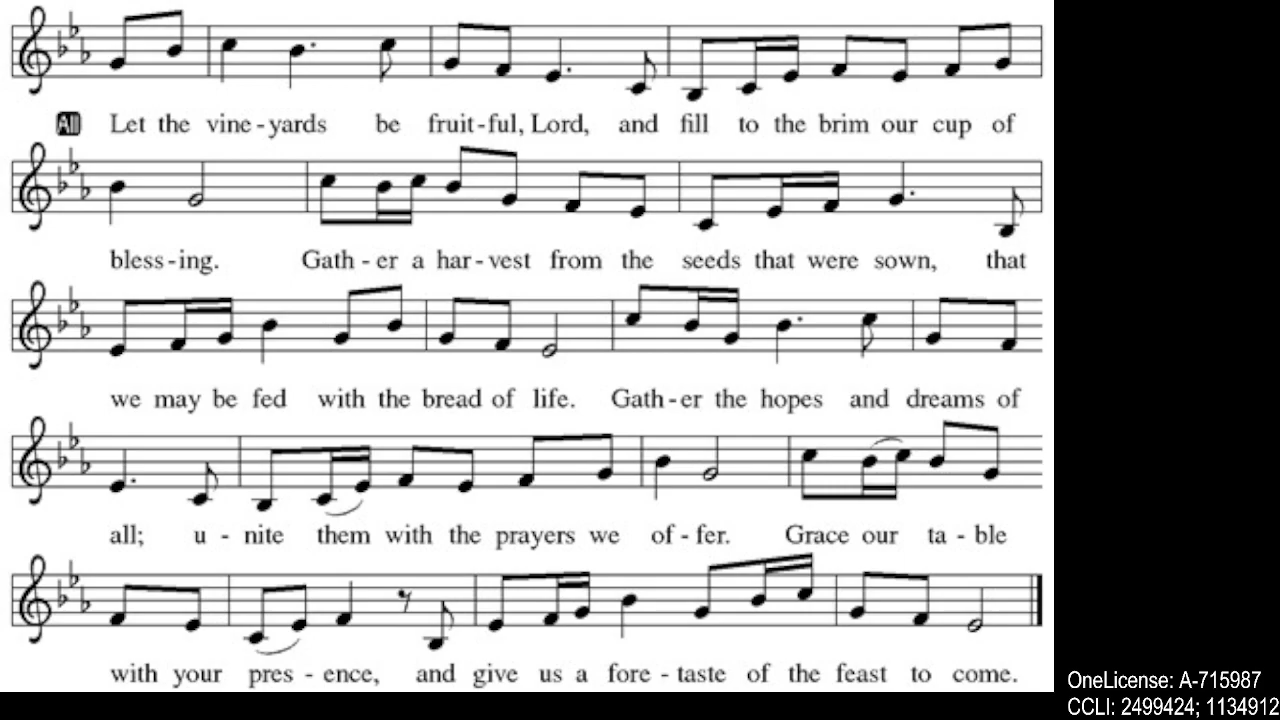 All Let the vine-yards be fruit-ful, Lord, and fill to the brim our cup of
bless-ing. Gath-er a har-vest from the seeds that were sown, that
we may be fed with the bread of life. Gath-er the hopes and dreams of
all; u-nite them with the prayers we of-fer. Grace our ta-ble
with your pres-ence, and give us a fore-taste of the feast to come.
OneLicense: A-715987
CCLI: 2499424; 1134912